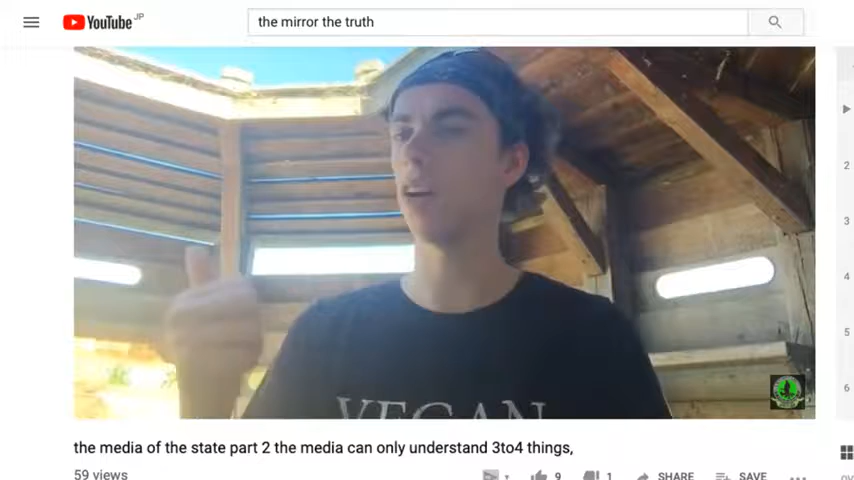 YouTube JP
the mirror the truth
VEGAN
2
3
4
5
6
the media of the state part 2 the media can only understand 3to4 things,
59 views
9
1
SHARE
SAVE